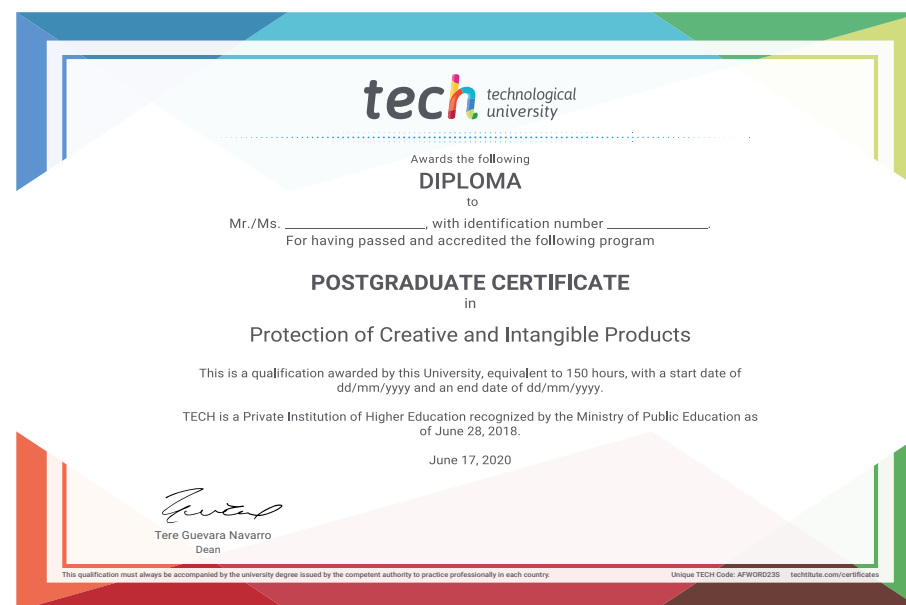 tech technological
university
Awards the following
DIPLOMA
to
Mr./Ms. ____________________, with identification number ______________.
For having passed and accredited the following program
POSTGRADUATE CERTIFICATE
in
Protection of Creative and Intangible Products
This is a qualification awarded by this University, equivalent to 150 hours, with a start date of
dd/mm/yyyy and an end date of dd/mm/yyyy.
TECH is a Private Institution of Higher Education recognized by the Ministry of Public Education as
of June 28, 2018.
June 17, 2020
Tere Guevara Navarro
Dean
This qualification must always be accompanied by the university degree issued by the competent authority to practice professionally in each country. Unique TECH Code: AFWORD23S techtitute.com/certificates